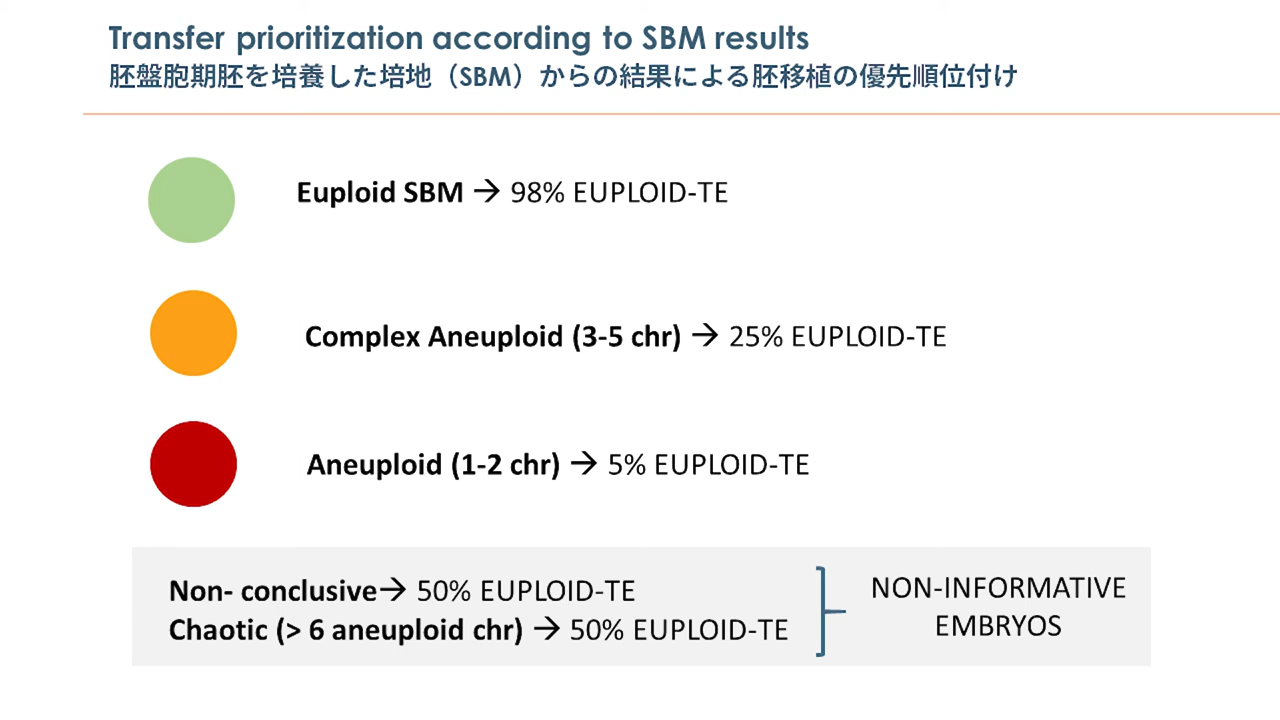 Transfer prioritization according to SBM results
胚盤胞期胚を培養した培地（SBM）からの結果による胚移植の優先順位付け
Euploid SBM → 98% EUPLOID-TE
Complex Aneuploid (3-5 chr) → 25% EUPLOID-TE
Aneuploid (1-2 chr) → 5% EUPLOID-TE
Non- conclusive→ 50% EUPLOID-TE
Chaotic (> 6 aneuploid chr) → 50% EUPLOID-TE
NON-INFORMATIVE
EMBRYOS